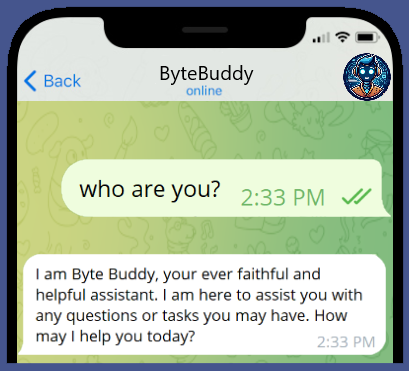 Back
ByteBuddy
online
who are you?
2:33 PM
I am Byte Buddy, your ever faithful and
helpful assistant. I am here to assist you with
any questions or tasks you may have. How
may I help you today?
2:33 PM